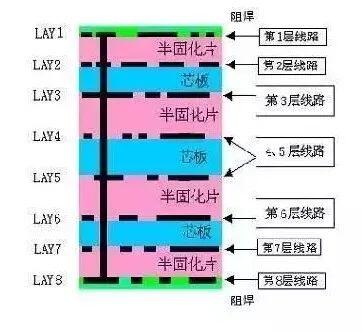 阻焊
LAY1
第1层线路
半固化片
LAY2
第2层线路
芯板
LAY3
第3层线路
半固化片
LAY4
芯板
4、5层线路
LAY5
半固化片
LAY6
第6层线路
芯板
LAY7
第7层线路
半固化片
LAY8
第8层线路
阻焊